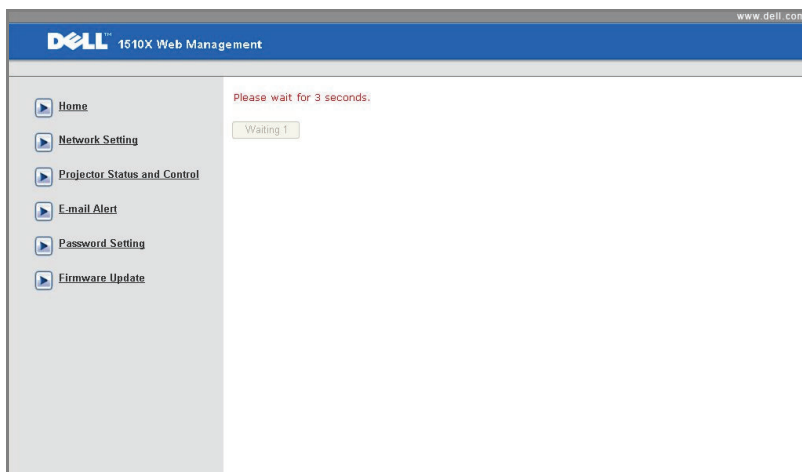 www.dell.com
DELL™ 1510X Web Management
Home
Network Setting
Projector Status and Control
E-mail Alert
Password Setting
Firmware Update
Please wait for 3 seconds.
Waiting 1